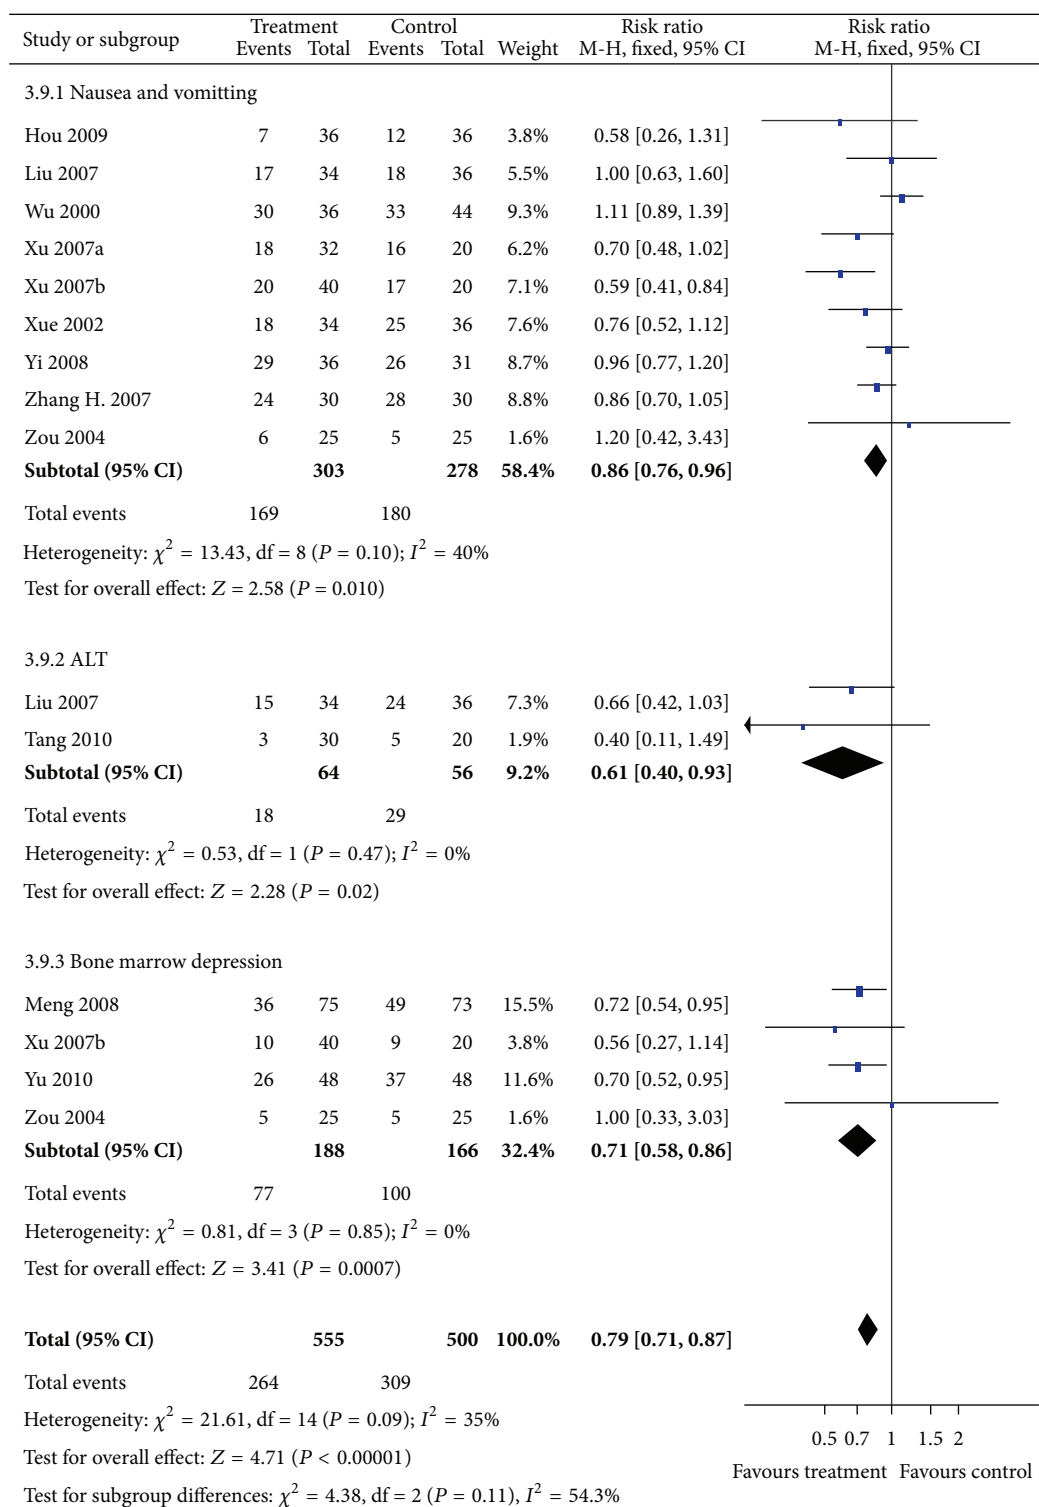 Study or subgroup Treatment Control Risk ratio Risk ratio
Events Total Events Total Weight M-H, fixed, 95% CI M-H, fixed, 95% CI
3.9.1 Nausea and vomitting
Hou 2009 7 36 12 36 3.8% 0.58 [0.26, 1.31]
Liu 2007 17 34 18 36 5.5% 1.00 [0.63, 1.60]
Wu 2000 30 36 33 44 9.3% 1.11 [0.89, 1.39]
Xu 2007a 18 32 16 20 6.2% 0.70 [0.48, 1.02]
Xu 2007b 20 40 17 20 7.1% 0.59 [0.41, 0.84]
Xue 2002 18 34 25 36 7.6% 0.76 [0.52, 1.12]
Yi 2008 29 36 26 31 8.7% 0.96 [0.77, 1.20]
Zhang H. 2007 24 30 28 30 8.8% 0.86 [0.70, 1.05]
Zou 2004 6 25 5 25 1.6% 1.20 [0.42, 3.43]
Subtotal (95% CI) 303 278 58.4% 0.86 [0.76, 0.96]
Total events 169 180
Heterogeneity: χ² = 13.43, df = 8 (P = 0.10); I² = 40%
Test for overall effect: Z = 2.58 (P = 0.010)
3.9.2 ALT
Liu 2007 15 34 24 36 7.3% 0.66 [0.42, 1.03]
Tang 2010 3 30 5 20 1.9% 0.40 [0.11, 1.49]
Subtotal (95% CI) 64 56 9.2% 0.61 [0.40, 0.93]
Total events 18 29
Heterogeneity: χ² = 0.53, df = 1 (P = 0.47); I² = 0%
Test for overall effect: Z = 2.28 (P = 0.02)
3.9.3 Bone marrow depression
Meng 2008 36 75 49 73 15.5% 0.72 [0.54, 0.95]
Xu 2007b 10 40 9 20 3.8% 0.56 [0.27, 1.14]
Yu 2010 26 48 37 48 11.6% 0.70 [0.52, 0.95]
Zou 2004 5 25 5 25 1.6% 1.00 [0.33, 3.03]
Subtotal (95% CI) 188 166 32.4% 0.71 [0.58, 0.86]
Total events 77 100
Heterogeneity: χ² = 0.81, df = 3 (P = 0.85); I² = 0%
Test for overall effect: Z = 3.41 (P = 0.0007)
Total (95% CI) 555 500 100.0% 0.79 [0.71, 0.87]
Total events 264 309
Heterogeneity: χ² = 21.61, df = 14 (P = 0.09); I² = 35%
Test for overall effect: Z = 4.71 (P < 0.00001)
Test for subgroup differences: χ² = 4.38, df = 2 (P = 0.11), I² = 54.3%
0.5 0.7 1 1.5 2
Favours treatment Favours control